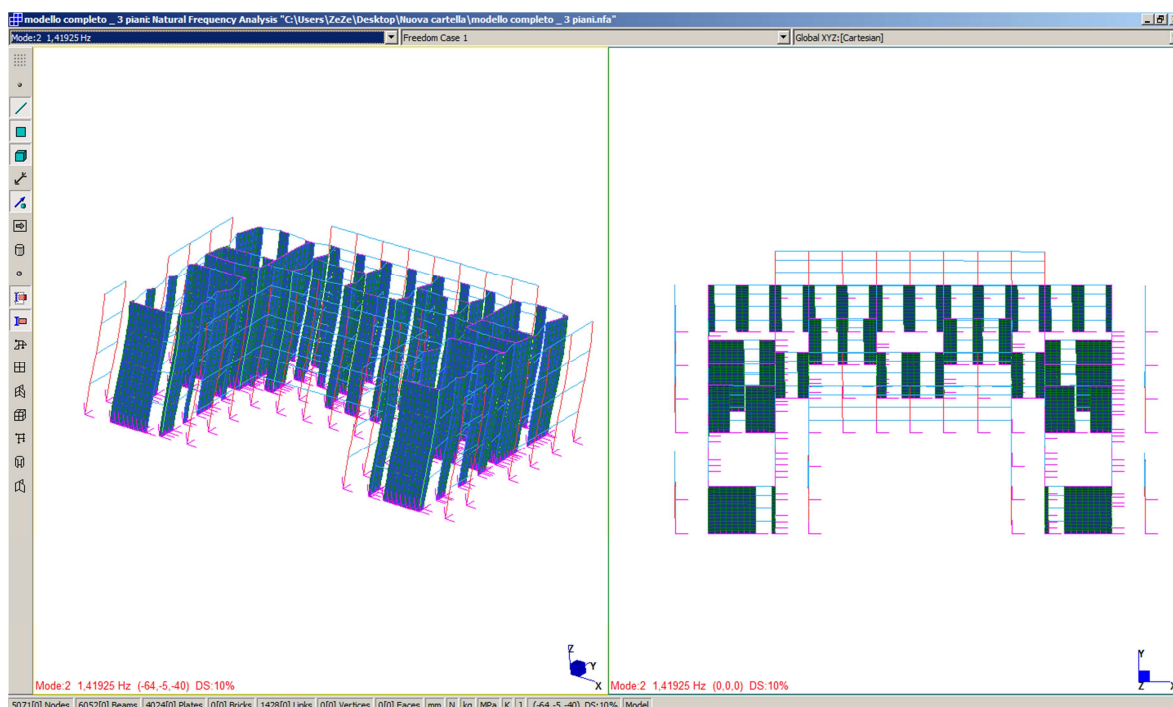 modello completo _ 3 piani: Natural Frequency Analysis "C:\Users\ZeZe\Desktop\Nuova cartella\modello completo _ 3 piani.nfa"
Mode:2 1,41925 Hz Freedom Case 1 Global XYZ:[Cartesian]
Z
Y
X
Mode:2 1,41925 Hz (-64,-5,-40) DS:10%
Y
Z X
Mode:2 1,41925 Hz (0,0,0) DS:10%
5071[0] Nodes 6052[0] Beams 4024[0] Plates 0[0] Bricks 1428[0] Links 0[0] Vertices 0[0] Faces mm N kg MPa K J (-64,-5,-40) DS:10% Model